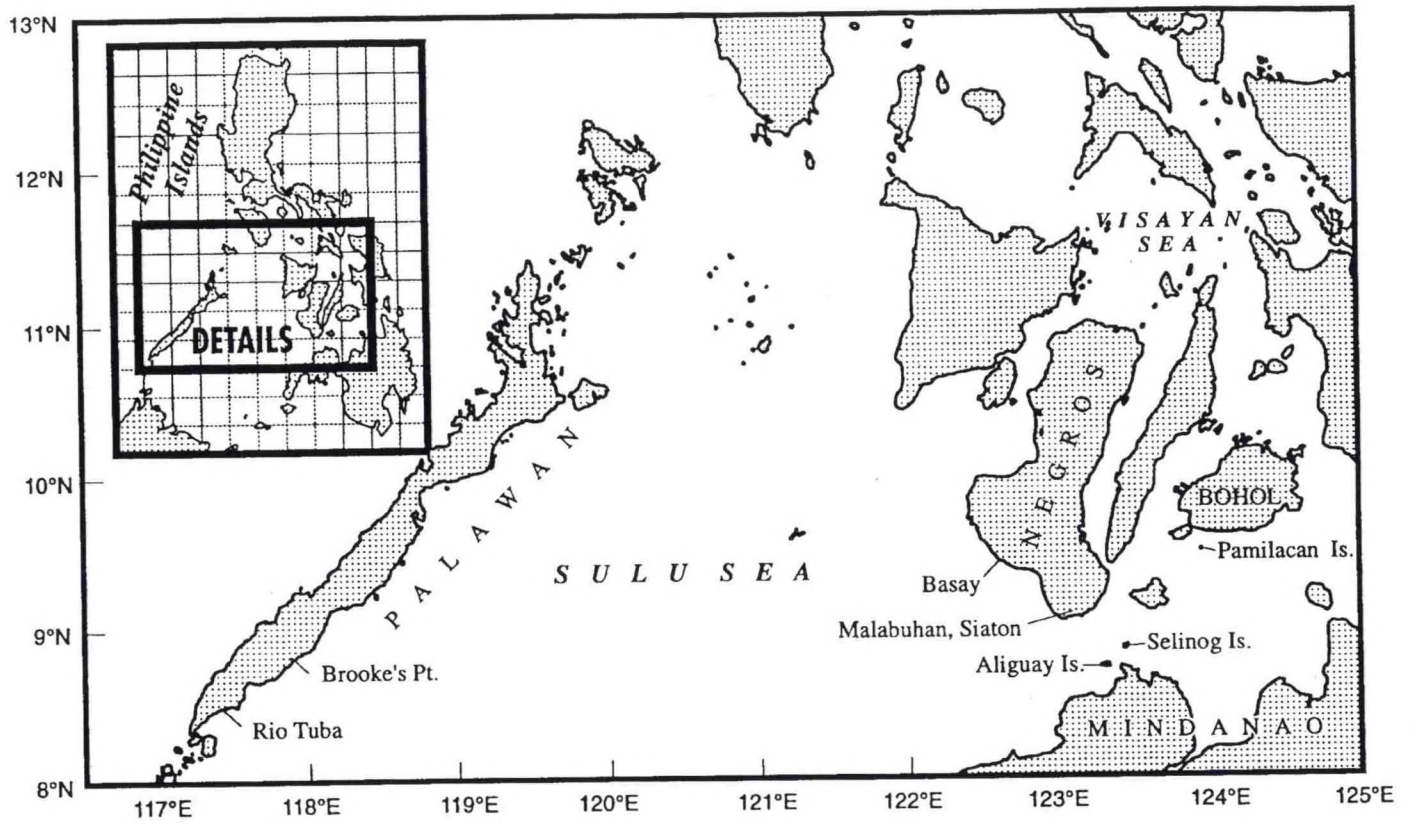 13°N
12°N
11°N
10°N
9°N
8°N
Philippine
Islands
DETAILS
VISAYAN
SEA
NEGROS
BOHOL
PALAWAN
SULU SEA
Pamilacan Is.
Basay
Malabuhan, Siaton
Selinog Is.
Aliguay Is.
Brooke's Pt.
Rio Tuba
MINDANAO
117°E 118°E 119°E 120°E 121°E 122°E 123°E 124°E 125°E